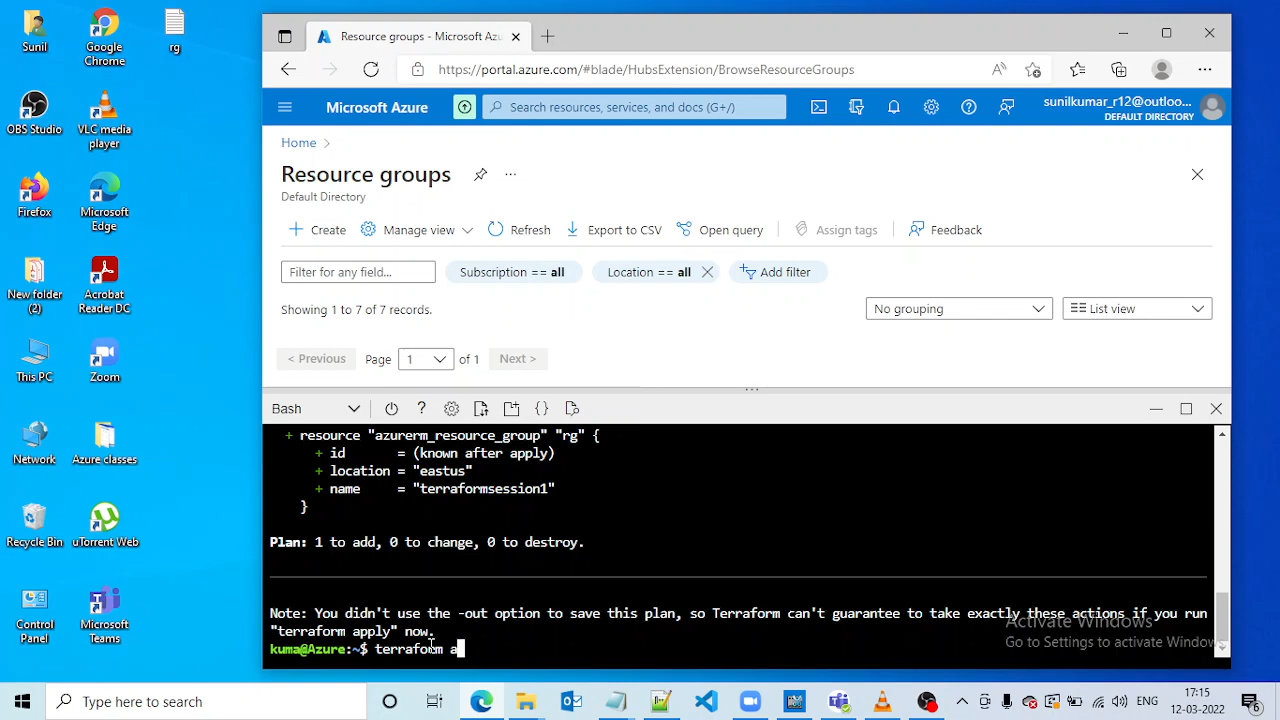 Sunil
Google
Chrome
rg
OBS Studio
VLC media
player
Firefox
Microsoft
Edge
New folder
(2)
Acrobat
Reader DC
This PC
Zoom
Network
Azure classes
Recycle Bin
uTorrent Web
Control
Panel
Microsoft
Teams
Resource groups - Microsoft Azu
https://portal.azure.com/#blade/HubsExtension/BrowseResourceGroups
Microsoft Azure
Search resources, services, and docs (G+/)
sunilkumar_r12@outloo...
DEFAULT DIRECTORY
Home >
Resource groups
Default Directory
Create
Manage view
Refresh
Export to CSV
Open query
Assign tags
Feedback
Filter for any field...
Subscription == all
Location == all
Add filter
Showing 1 to 7 of 7 records.
No grouping
List view
< Previous Page 1 of 1 Next >
Bash
+ resource "azurerm_resource_group" "rg" {
+ id = (known after apply)
+ location = "eastus"
+ name = "terraformsession1"
}
Plan: 1 to add, 0 to change, 0 to destroy.
Note: You didn't use the -out option to save this plan, so Terraform can't guarantee to take exactly these actions if you run
"terraform apply" now.
kuma@Azure:~$ terraform a
Activate Windows
Go to Settings to activate Windows.
Type here to search
ENG
17:15
12-03-2022
6